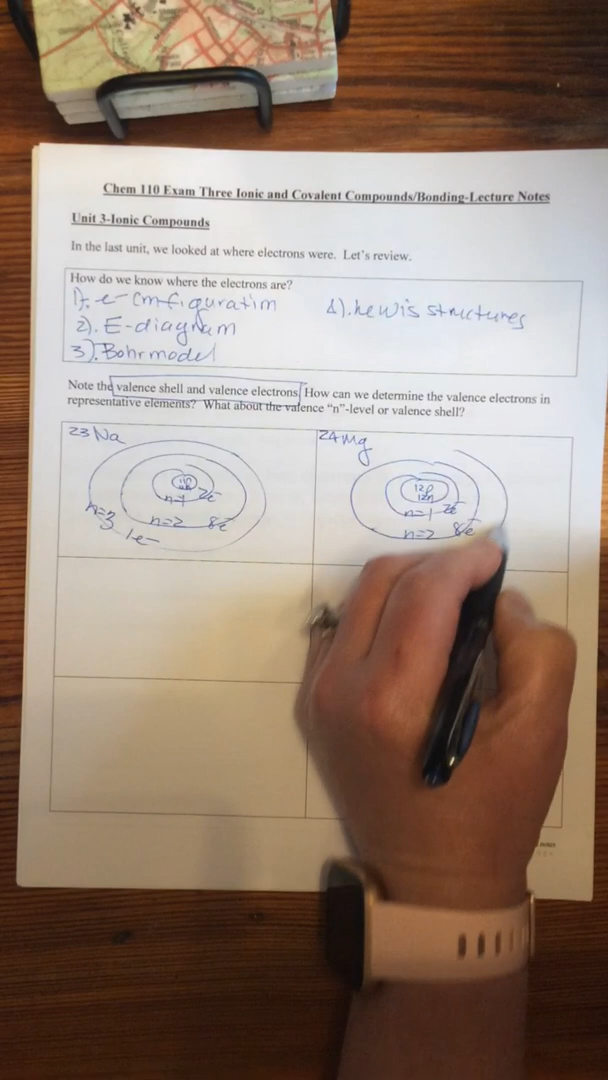 Chem 110 Exam Three Ionic and Covalent Compounds/Bonding-Lecture Notes
Unit 3-Ionic Compounds
In the last unit, we looked at where electrons were. Let's review.
How do we know where the electrons are?
1). e- configuration
2). E-diagram
3). Bohr model
4). Lewis structures
Note the valence shell and valence electrons. How can we determine the valence electrons in
representative elements? What about the valence "n"-level or valence shell?
23 Na
n=1 2e-
n=2 8e-
n=3 1e-
24 Mg
12p
12n
n=1 2e-
n=2 8e-